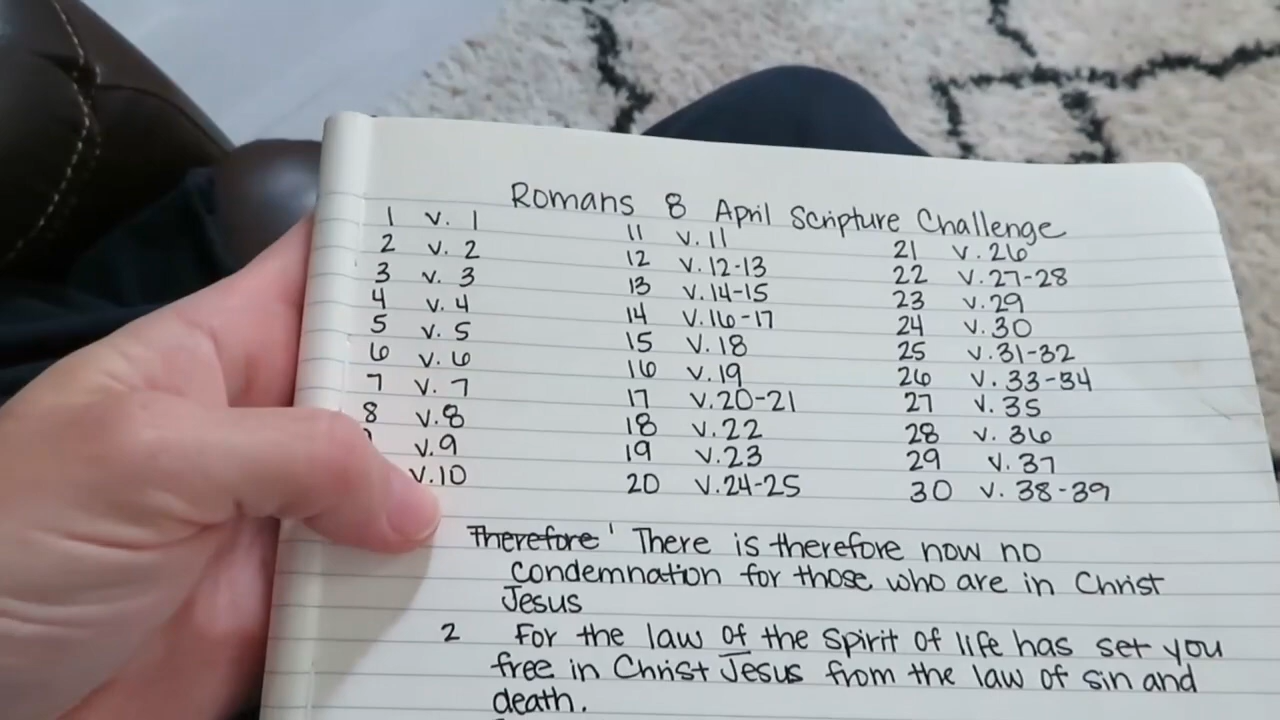 Romans 8 April Scripture Challenge
1 v. 1
2 v. 2
3 v. 3
4 v. 4
5 v. 5
6 v. 6
7 v. 7
8 v.8
v.9
v.10
11 v.11
12 v.12-13
13 v.14-15
14 v.16-17
15 v.18
16 v.19
17 v.20-21
18 v.22
19 v.23
20 v.24-25
21 v.26
22 v.27-28
23 v.29
24 v.30
25 v.31-32
26 v. 33-34
27 v. 35
28 v. 36
29 v. 37
30 v. 38-39
Therefore 1 There is therefore now no
condemnation for those who are in Christ
Jesus
2 For the law of the Spirit of life has set you
free in Christ Jesus from the law of sin and
death.